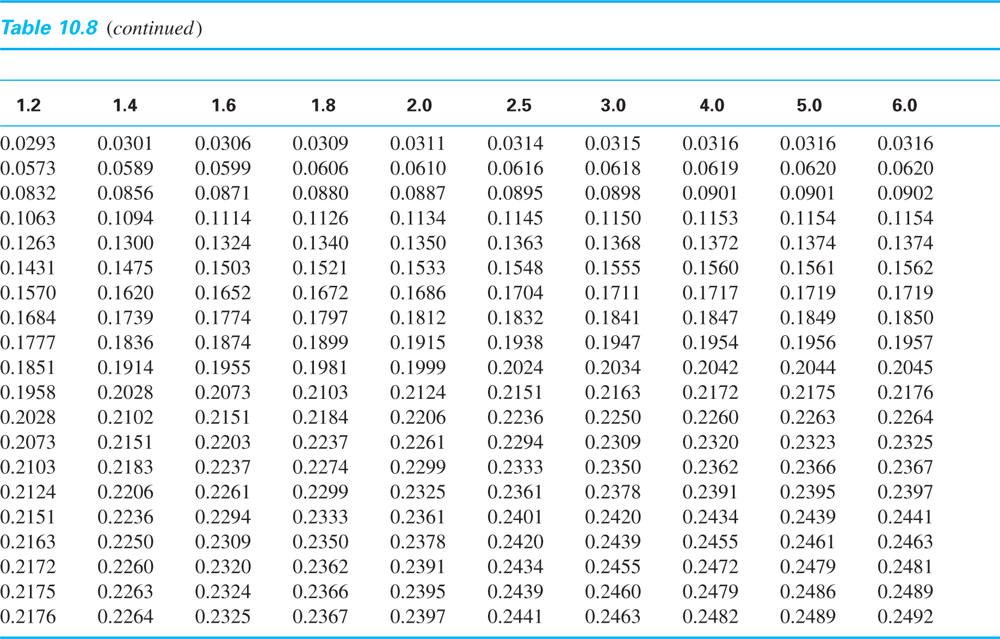 Table 10.8 (continued)
1.2 1.4 1.6 1.8 2.0 2.5 3.0 4.0 5.0 6.0
0.0293 0.0301 0.0306 0.0309 0.0311 0.0314 0.0315 0.0316 0.0316 0.0316
0.0573 0.0589 0.0599 0.0606 0.0610 0.0616 0.0618 0.0619 0.0620 0.0620
0.0832 0.0856 0.0871 0.0880 0.0887 0.0895 0.0898 0.0901 0.0901 0.0902
0.1063 0.1094 0.1114 0.1126 0.1134 0.1145 0.1150 0.1153 0.1154 0.1154
0.1263 0.1300 0.1324 0.1340 0.1350 0.1363 0.1368 0.1372 0.1374 0.1374
0.1431 0.1475 0.1503 0.1521 0.1533 0.1548 0.1555 0.1560 0.1561 0.1562
0.1570 0.1620 0.1652 0.1672 0.1686 0.1704 0.1711 0.1717 0.1719 0.1719
0.1684 0.1739 0.1774 0.1797 0.1812 0.1832 0.1841 0.1847 0.1849 0.1850
0.1777 0.1836 0.1874 0.1899 0.1915 0.1938 0.1947 0.1954 0.1956 0.1957
0.1851 0.1914 0.1955 0.1981 0.1999 0.2024 0.2034 0.2042 0.2044 0.2045
0.1958 0.2028 0.2073 0.2103 0.2124 0.2151 0.2163 0.2172 0.2175 0.2176
0.2028 0.2102 0.2151 0.2184 0.2206 0.2236 0.2250 0.2260 0.2263 0.2264
0.2073 0.2151 0.2203 0.2237 0.2261 0.2294 0.2309 0.2320 0.2323 0.2325
0.2103 0.2183 0.2237 0.2274 0.2299 0.2333 0.2350 0.2362 0.2366 0.2367
0.2124 0.2206 0.2261 0.2299 0.2325 0.2361 0.2378 0.2391 0.2395 0.2397
0.2151 0.2236 0.2294 0.2333 0.2361 0.2401 0.2420 0.2434 0.2439 0.2441
0.2163 0.2250 0.2309 0.2350 0.2378 0.2420 0.2439 0.2455 0.2461 0.2463
0.2172 0.2260 0.2320 0.2362 0.2391 0.2434 0.2455 0.2472 0.2479 0.2481
0.2175 0.2263 0.2324 0.2366 0.2395 0.2439 0.2460 0.2479 0.2486 0.2489
0.2176 0.2264 0.2325 0.2367 0.2397 0.2441 0.2463 0.2482 0.2489 0.2492